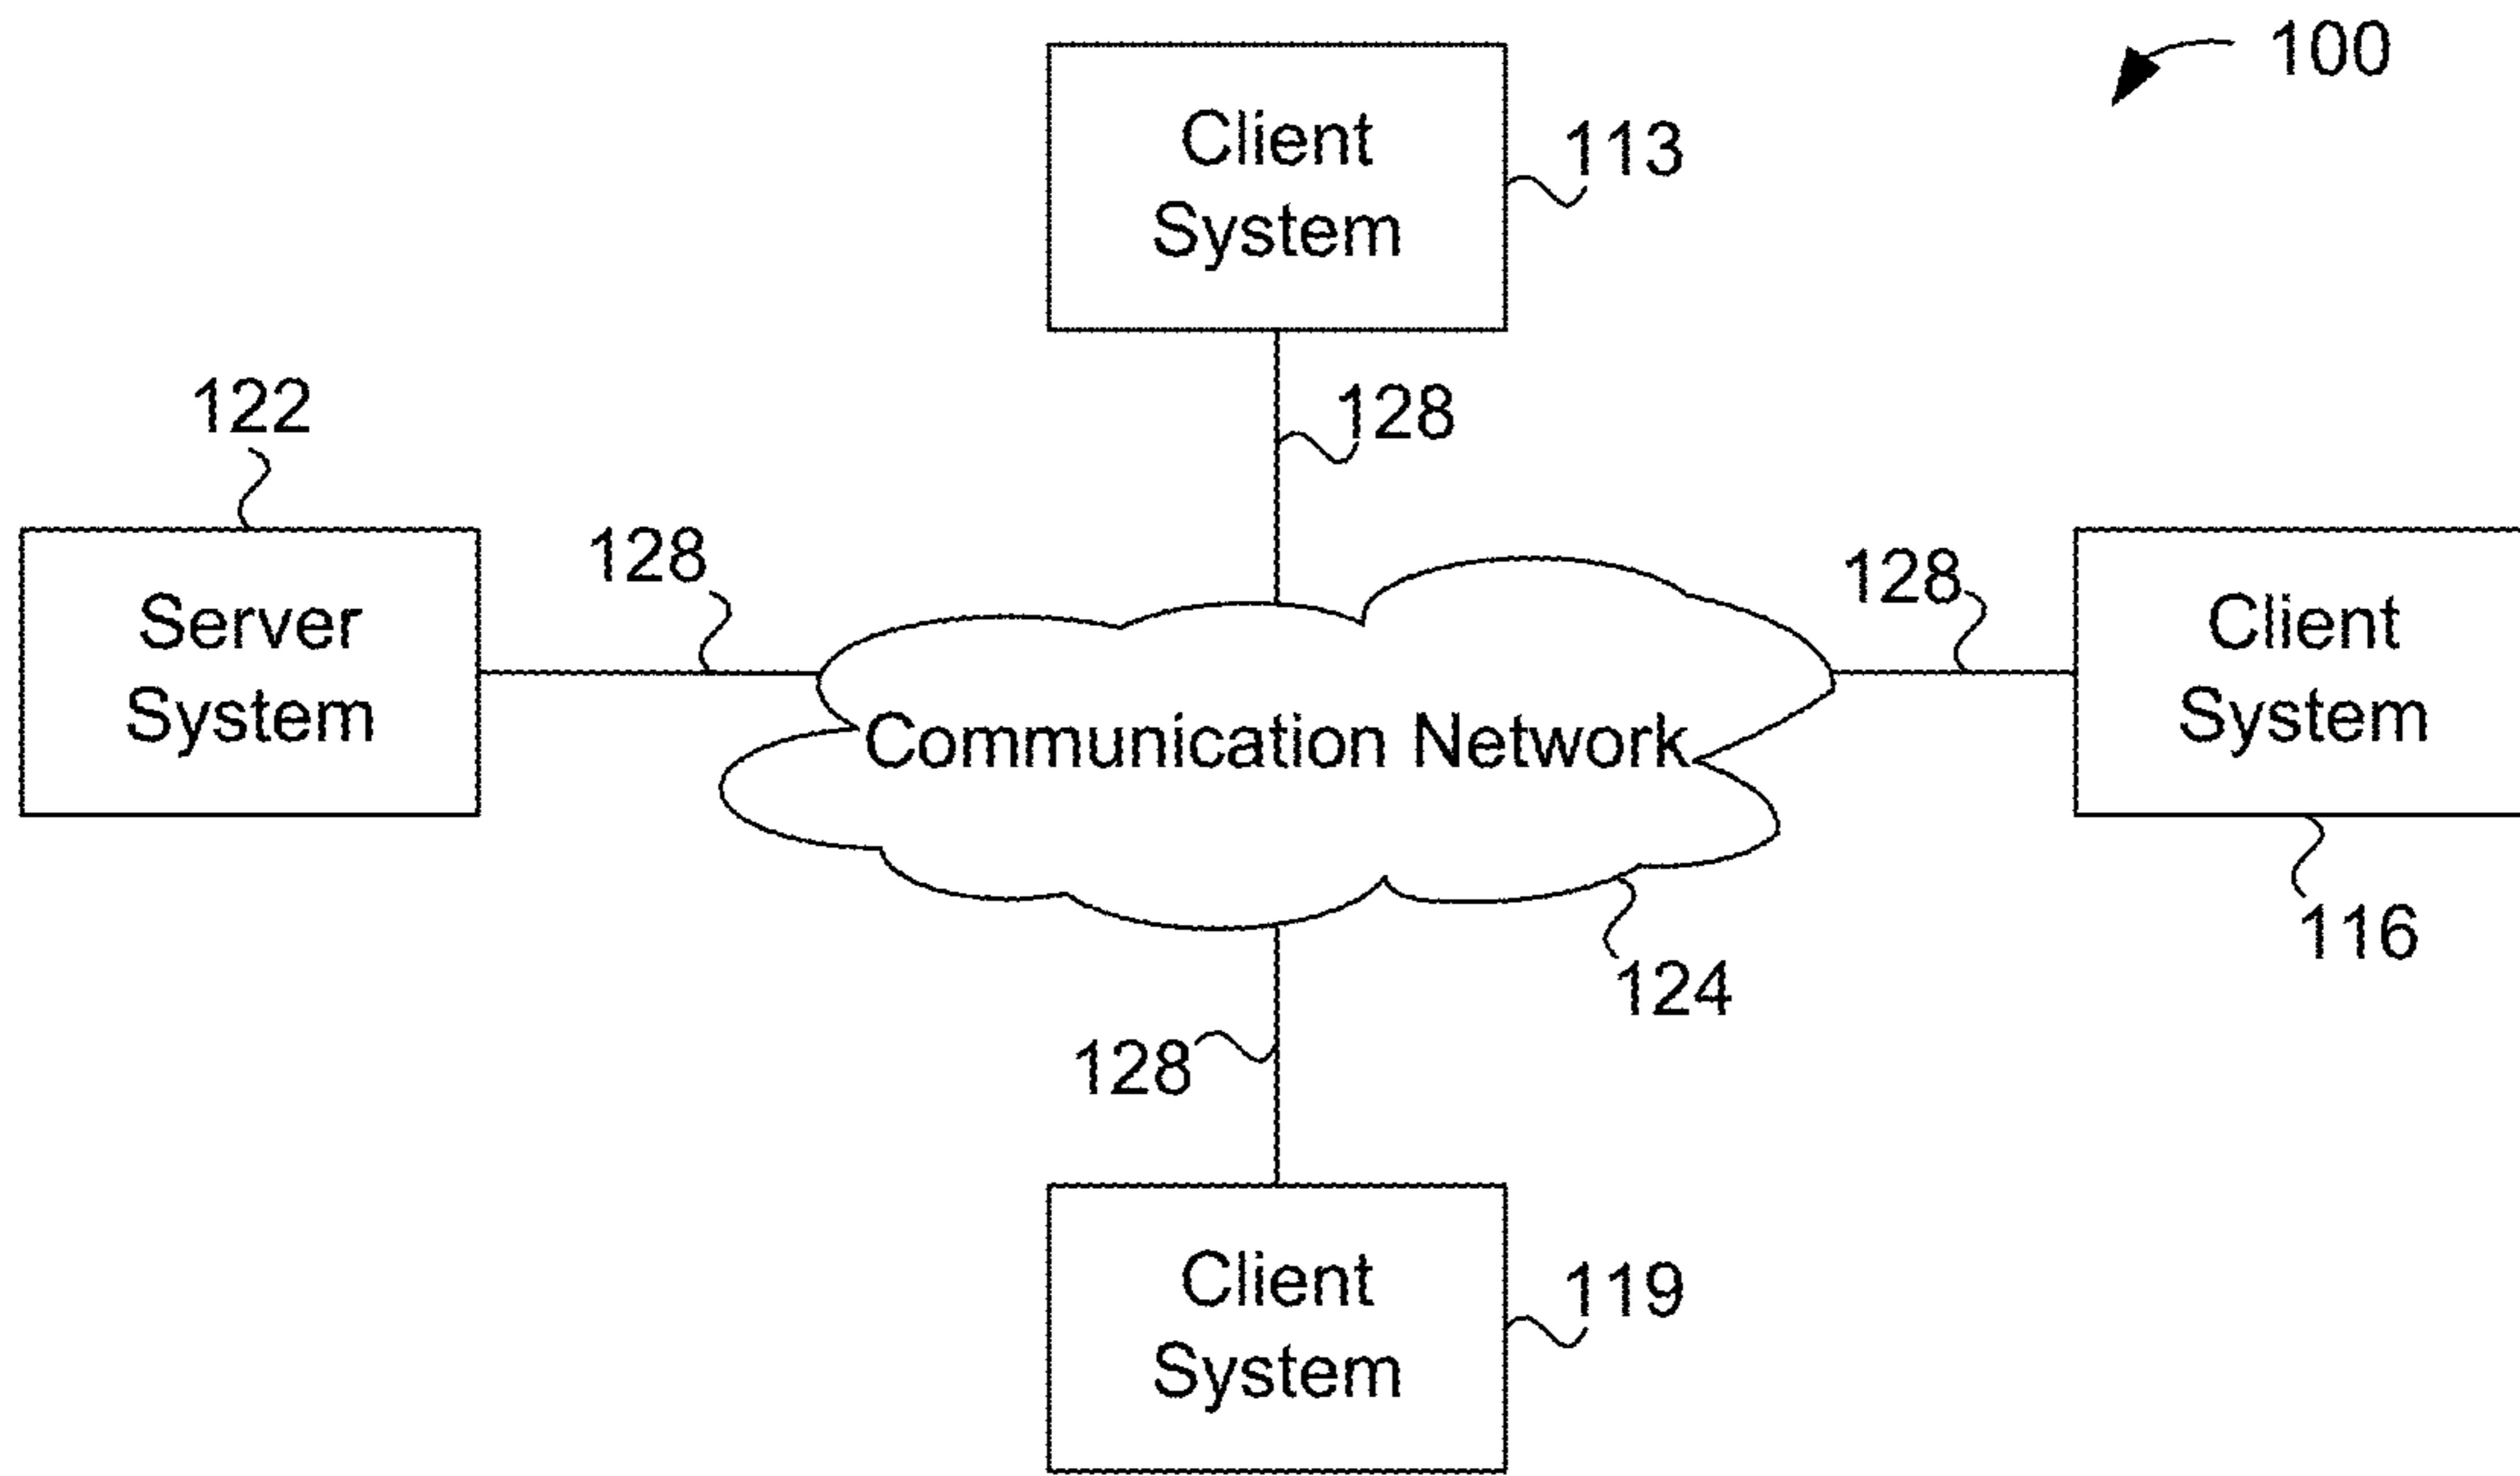 100
Client
System
113
128
122
Server
System
128
128
Client
System
Communication Network
116
124
128
Client
System
119